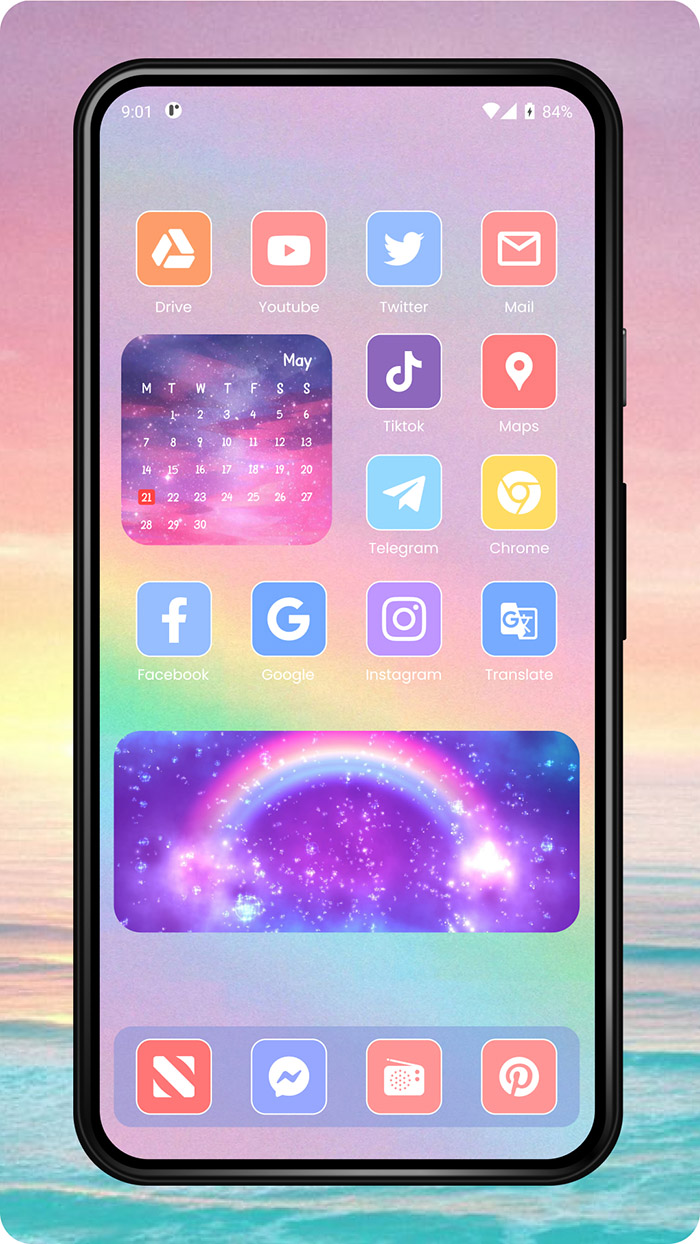 9:01 84%
Drive Youtube Twitter Mail
May
M T W T F S S
1 2 3 4 5 6
7 8 9 10 11 12 13
14 15 16 17 18 19 20
21 22 23 24 25 26 27
28 29 30
Tiktok Maps
Telegram Chrome
Facebook Google Instagram Translate